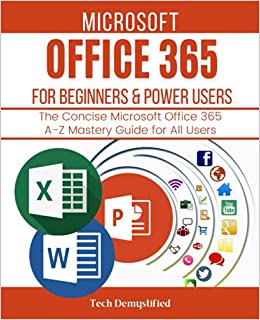 MICROSOFT
OFFICE 365
FOR BEGINNERS & POWER USERS
The Concise Microsoft Office 365
A-Z Mastery Guide for All Users
X
W
P
Tech Demystified